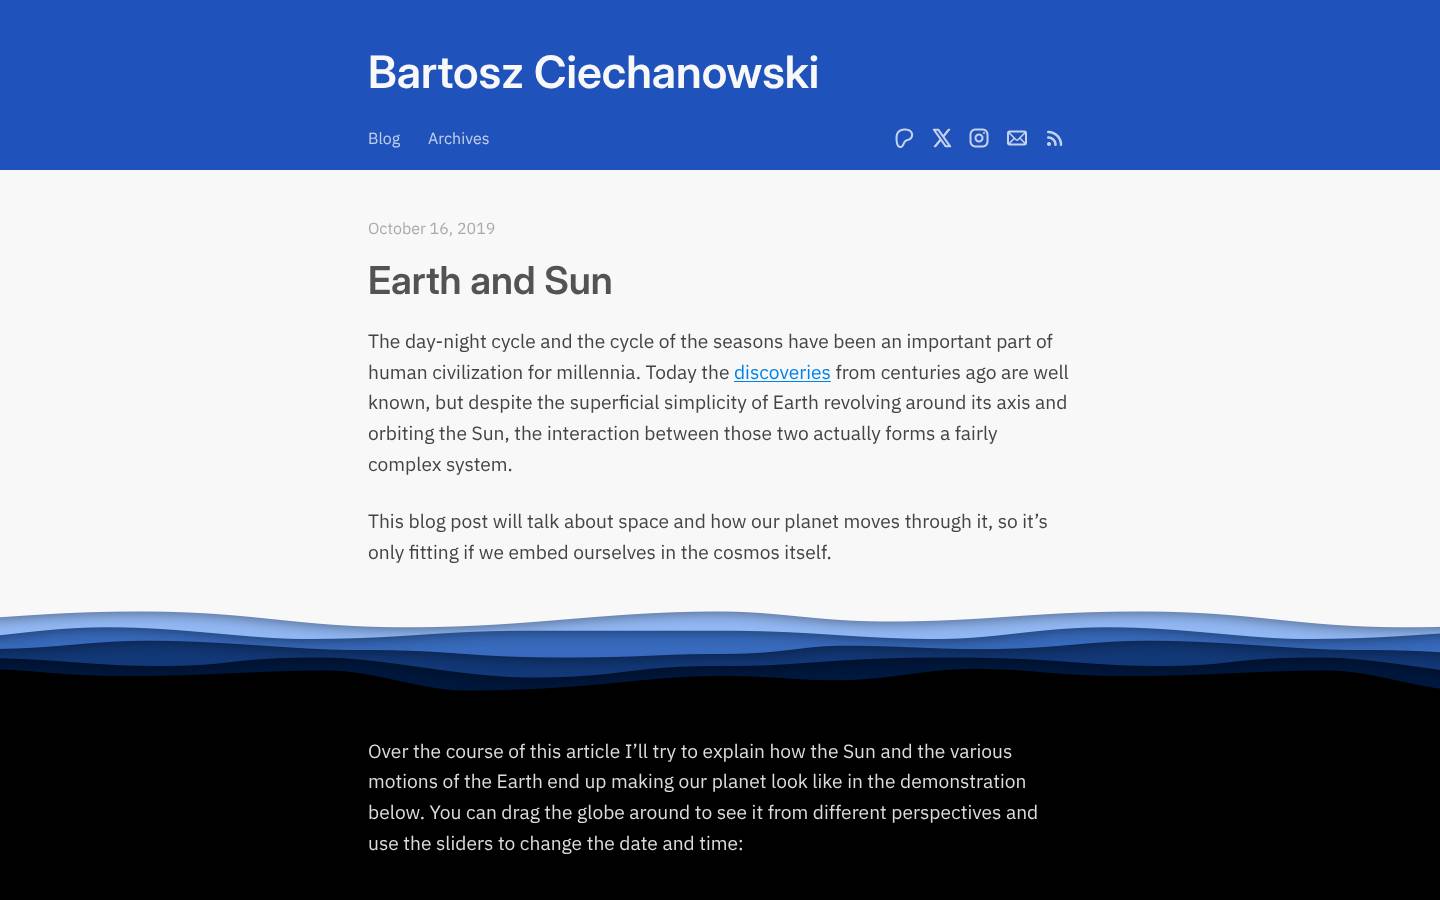 Bartosz Ciechanowski
Blog Archives
October 16, 2019
Earth and Sun
The day-night cycle and the cycle of the seasons have been an important part of
human civilization for millennia. Today the discoveries from centuries ago are well
known, but despite the superficial simplicity of Earth revolving around its axis and
orbiting the Sun, the interaction between those two actually forms a fairly
complex system.
This blog post will talk about space and how our planet moves through it, so it’s
only fitting if we embed ourselves in the cosmos itself.
Over the course of this article I’ll try to explain how the Sun and the various
motions of the Earth end up making our planet look like in the demonstration
below. You can drag the globe around to see it from different perspectives and
use the sliders to change the date and time: